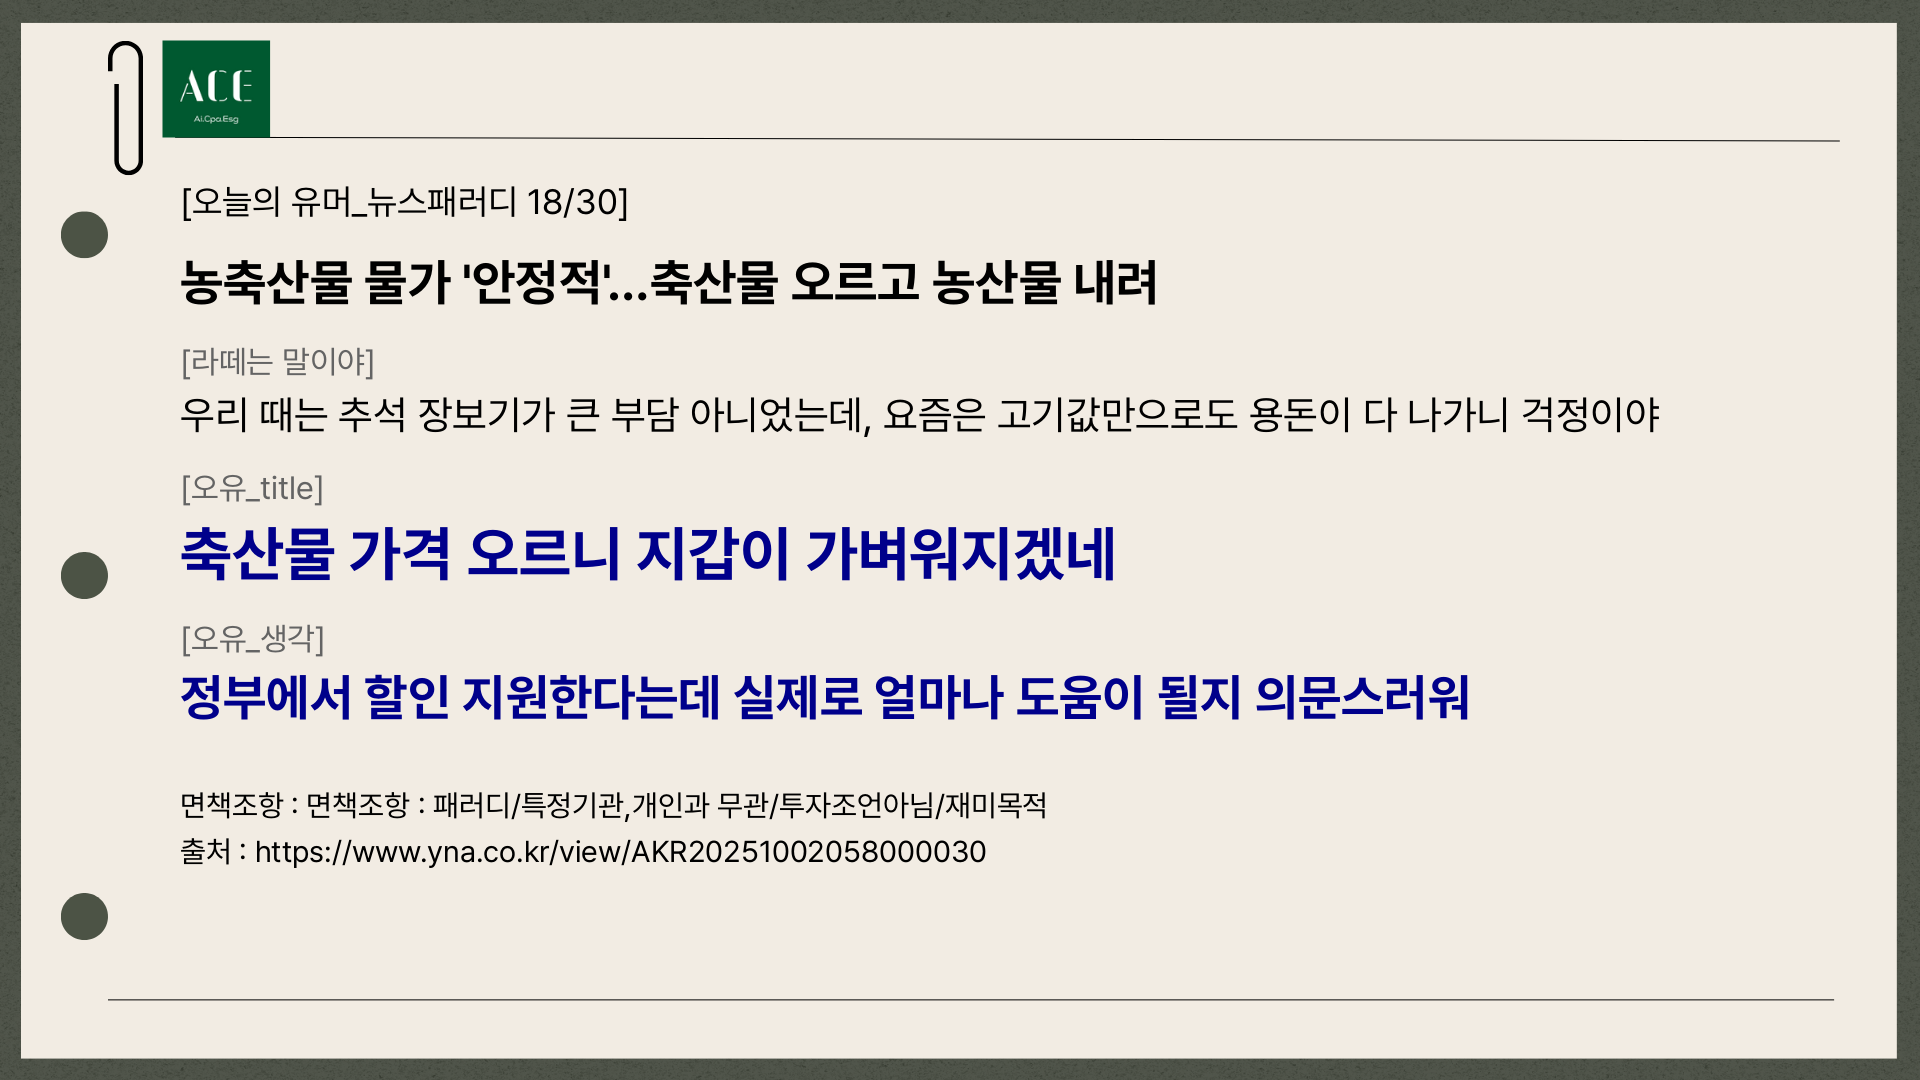 ACE
Ai.Cpa.Esg
[오늘의 유머_뉴스패러디 18/30]
농축산물 물가 '안정적'...축산물 오르고 농산물 내려
[라떼는 말이야]
우리 때는 추석 장보기가 큰 부담 아니었는데, 요즘은 고기값만으로도 용돈이 다 나가니 걱정이야
[오유_title]
축산물 가격 오르니 지갑이 가벼워지겠네
[오유_생각]
정부에서 할인 지원한다는데 실제로 얼마나 도움이 될지 의문스러워
면책조항 : 면책조항 : 패러디/특정기관,개인과 무관/투자조언아님/재미목적
출처 : https://www.yna.co.kr/view/AKR20251002058000030